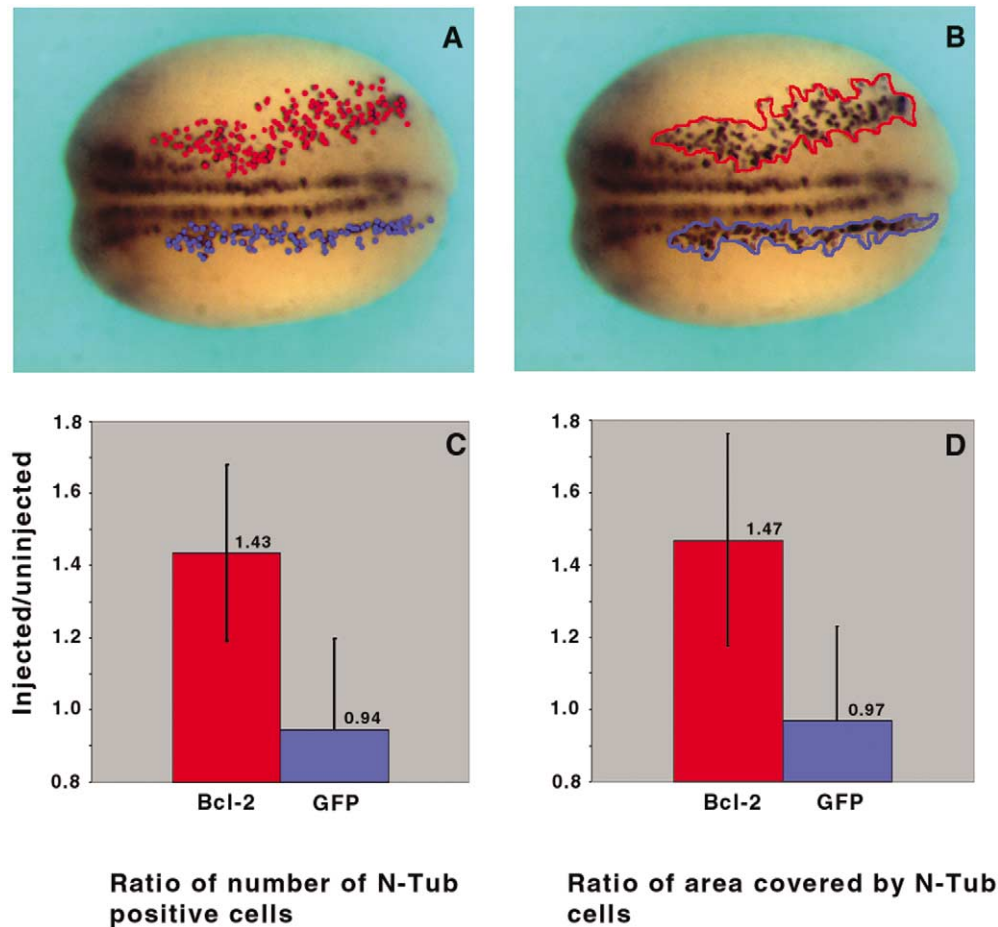 A
B
C
1.8
1.6
1.4
1.2
1.0
0.8
Injected/uninjected
1.43
0.94
Bcl-2 GFP
Ratio of number of N-Tub
positive cells
D
1.8
1.6
1.4
1.2
1.0
0.8
1.47
0.97
Bcl-2 GFP
Ratio of area covered by N-Tub
cells